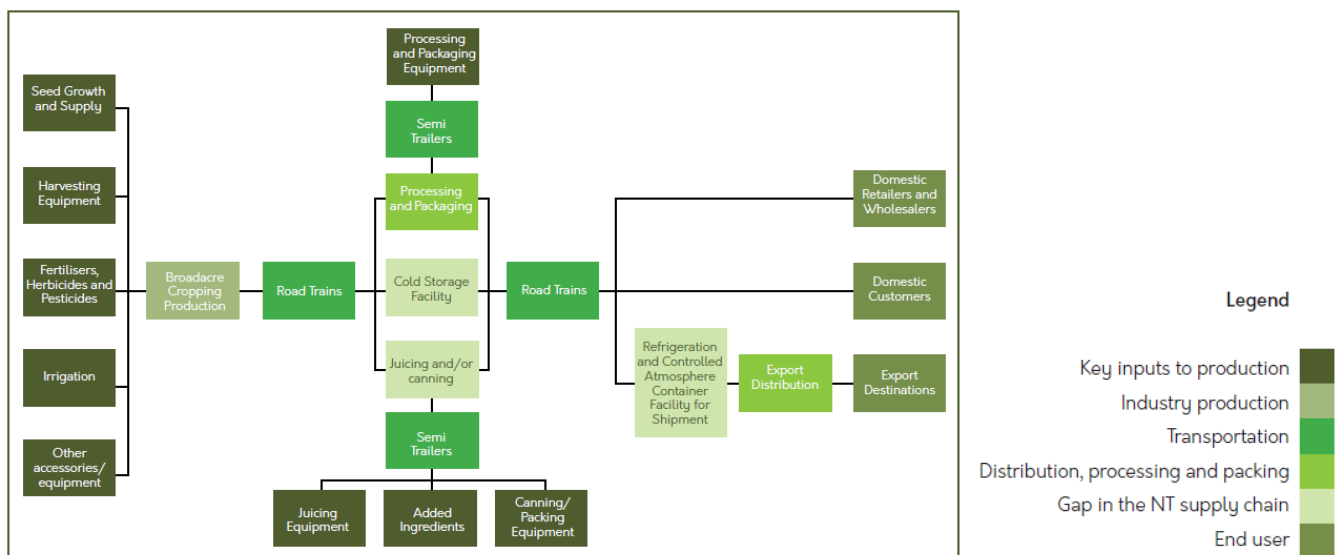 Processing
and Packaging
Equipment
Seed Growth
and Supply
Semi
Trailers
Harvesting
Equipment
Processing
and Packaging
Domestic
Retailers and
Wholesalers
Fertilisers,
Herbicides and
Pesticides
Broadacre
Cropping
Production
Road Trains
Cold Storage
Facility
Road Trains
Domestic
Customers
Irrigation
Juicing and/or
canning
Refrigeration
and Controlled
Atmosphere
Container
Facility for
Shipment
Export
Distribution
Export
Destinations
Other
accessories/
equipment
Semi
Trailers
Juicing
Equipment
Added
Ingredients
Canning/
Packing
Equipment
Legend
Key inputs to production
Industry production
Transportation
Distribution, processing and packing
Gap in the NT supply chain
End user